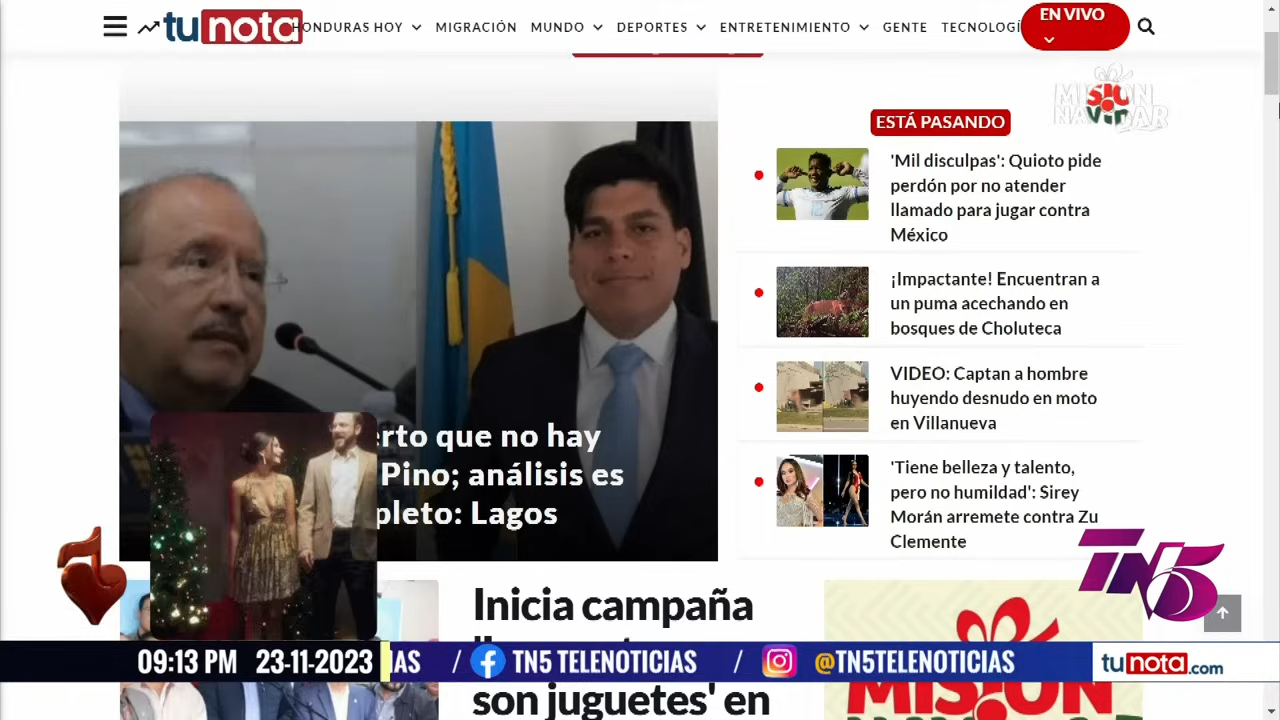 tunota
HONDURAS HOY
MIGRACIÓN
MUNDO
DEPORTES
ENTRETENIMIENTO
GENTE
TECNOLOGÍ
EN VIVO
MISIÓN
NAVIDAR
ESTÁ PASANDO
'Mil disculpas': Quioto pide
perdón por no atender
llamado para jugar contra
México
¡Impactante! Encuentran a
un puma acechando en
bosques de Choluteca
VIDEO: Captan a hombre
huyendo desnudo en moto
en Villanueva
'Tiene belleza y talento,
pero no humildad': Sirey
Morán arremete contra Zu
Clemente
erto que no hay
Pino; análisis es
pleto: Lagos
TN5
Inicia campaña
son juguetes' en
MISIÓN
09:13 PM 23-11-2023
IAS / TN5 TELENOTICIAS / @TN5TELENOTICIAS
tunota.com